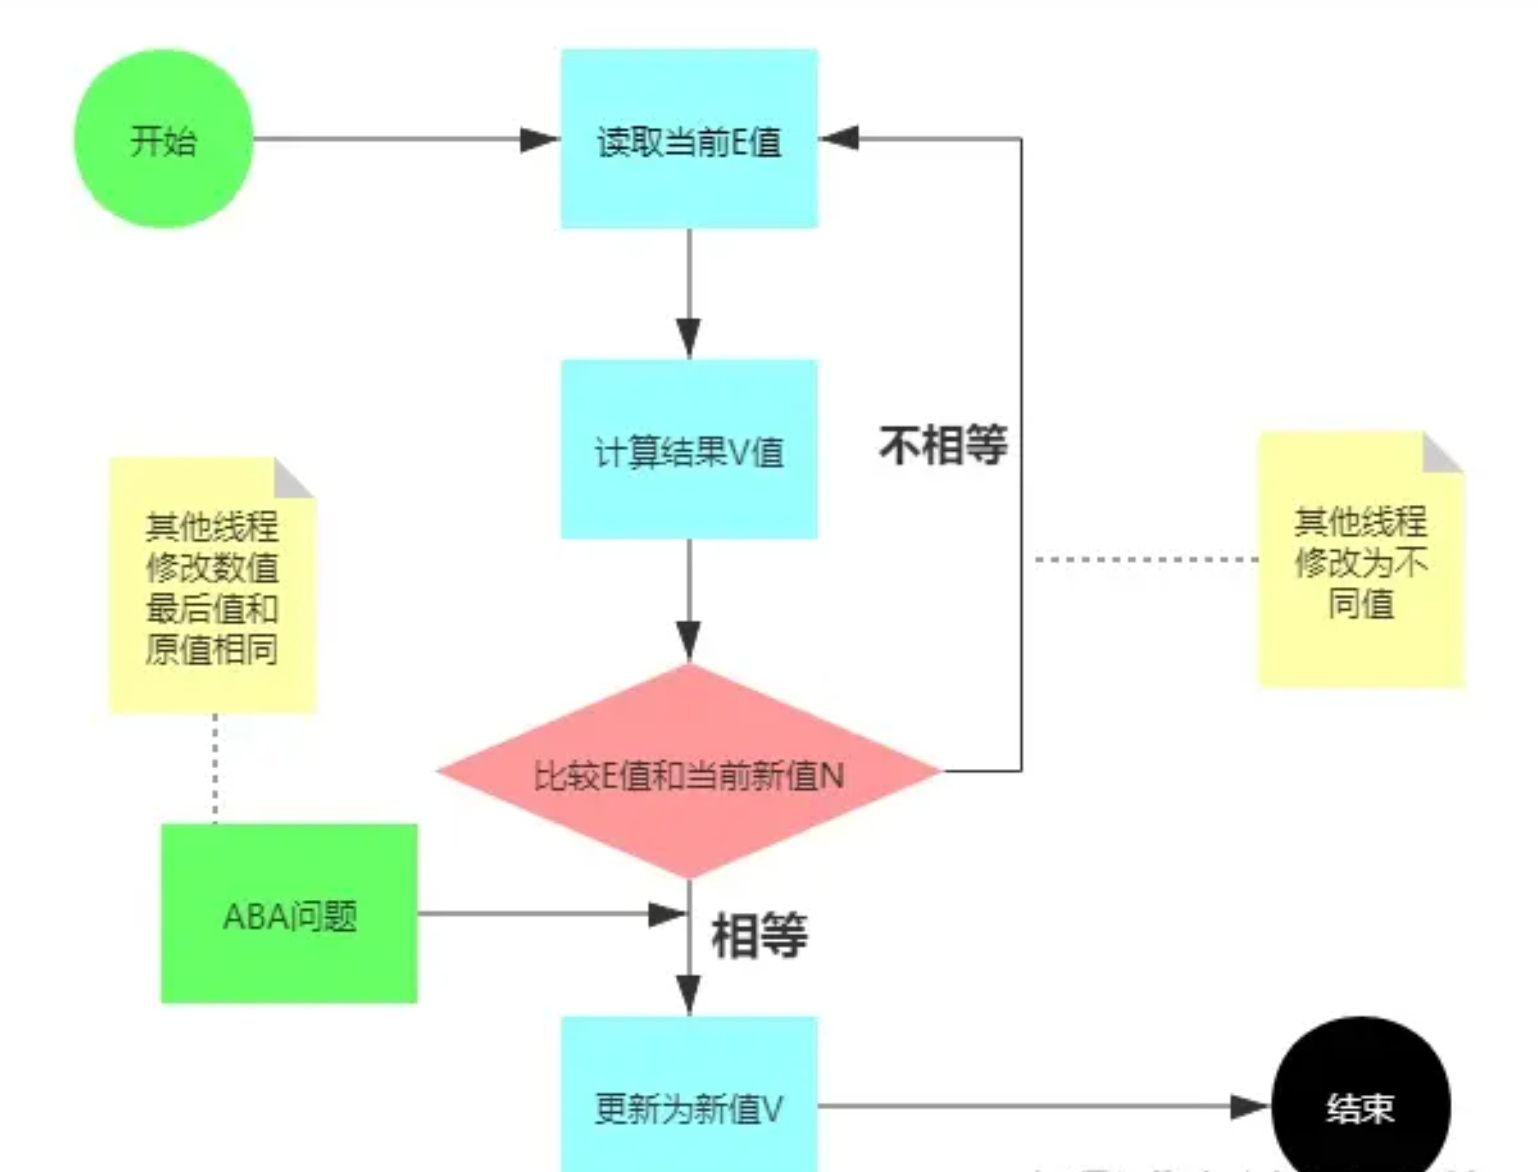 开始
读取当前E值
计算结果V值
不相等
其他线程
修改数值
最后值和
原值相同
其他线程
修改为不
同值
比较E值和当前新值N
ABA问题
相等
更新为新值V
结束